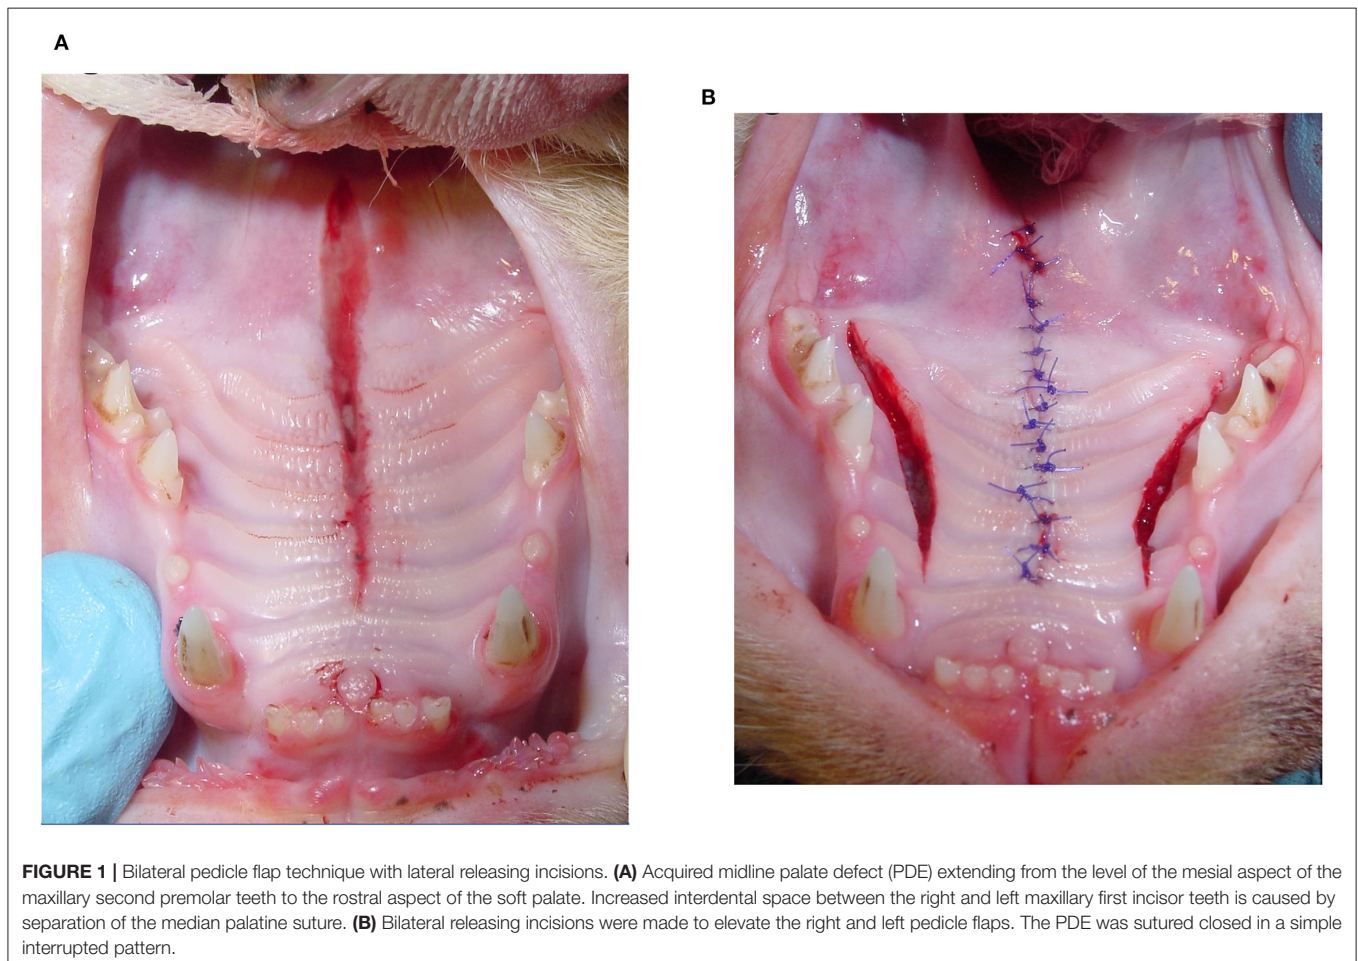 A
B
FIGURE 1 | Bilateral pedicle flap technique with lateral releasing incisions. (A) Acquired midline palate defect (PDE) extending from the level of the mesial aspect of the
maxillary second premolar teeth to the rostral aspect of the soft palate. Increased interdental space between the right and left maxillary first incisor teeth is caused by
separation of the median palatine suture. (B) Bilateral releasing incisions were made to elevate the right and left pedicle flaps. The PDE was sutured closed in a simple
interrupted pattern.